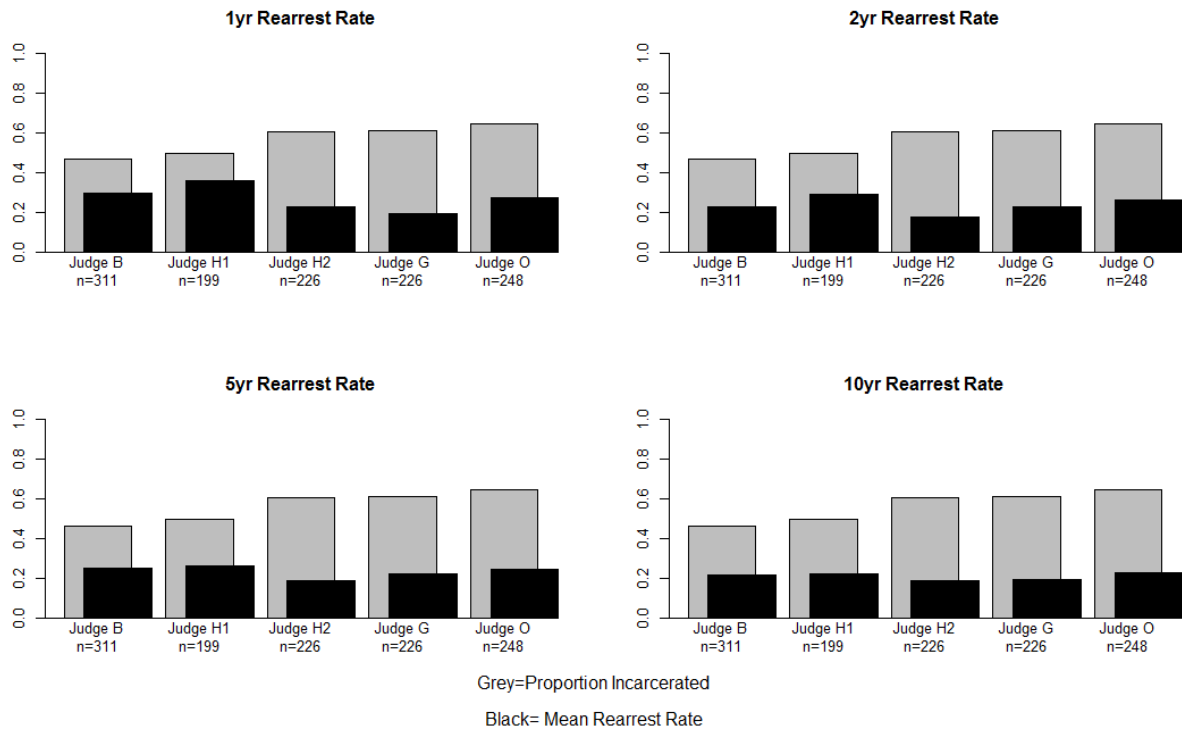 1yr Rearrest Rate
1.0
0.8
0.6
0.4
0.2
0.0
Judge B Judge H1 Judge H2 Judge G Judge O
n=311 n=199 n=226 n=226 n=248
2yr Rearrest Rate
1.0
0.8
0.6
0.4
0.2
0.0
Judge B Judge H1 Judge H2 Judge G Judge O
n=311 n=199 n=226 n=226 n=248
5yr Rearrest Rate
1.0
0.8
0.6
0.4
0.2
0.0
Judge B Judge H1 Judge H2 Judge G Judge O
n=311 n=199 n=226 n=226 n=248
10yr Rearrest Rate
1.0
0.8
0.6
0.4
0.2
0.0
Judge B Judge H1 Judge H2 Judge G Judge O
n=311 n=199 n=226 n=226 n=248
Grey=Proportion Incarcerated
Black= Mean Rearrest Rate